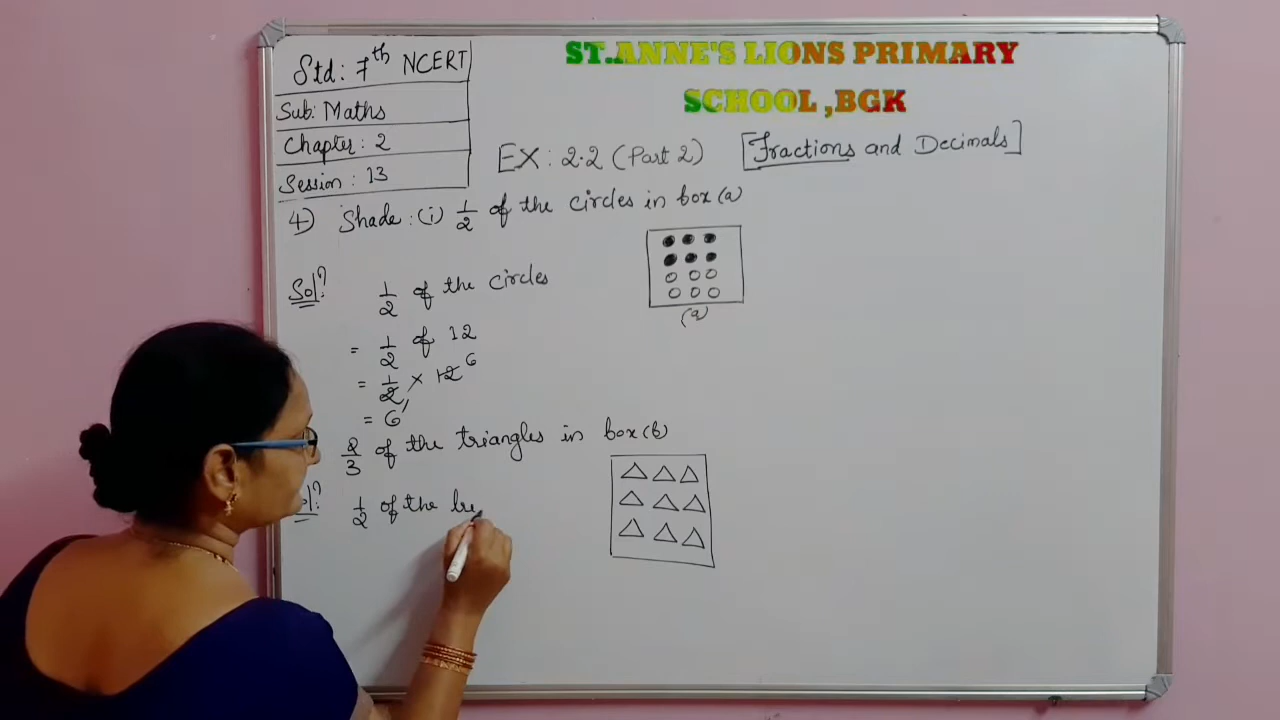 ST.ANNE'S LIONS PRIMARY
SCHOOL ,BGK
Std: 7th NCERT
Sub: Maths
Chapter: 2
Session: 13
EX: 2.2 (Part 2) [Fractions and Decimals]
4) Shade: (i) 1/2 of the circles in box (a)
(a)
Sol? 1/2 of the circles
= 1/2 of 12
= 1/2 × 12 6
= 6
2/3 of the triangles in box (b)
1/2 of the